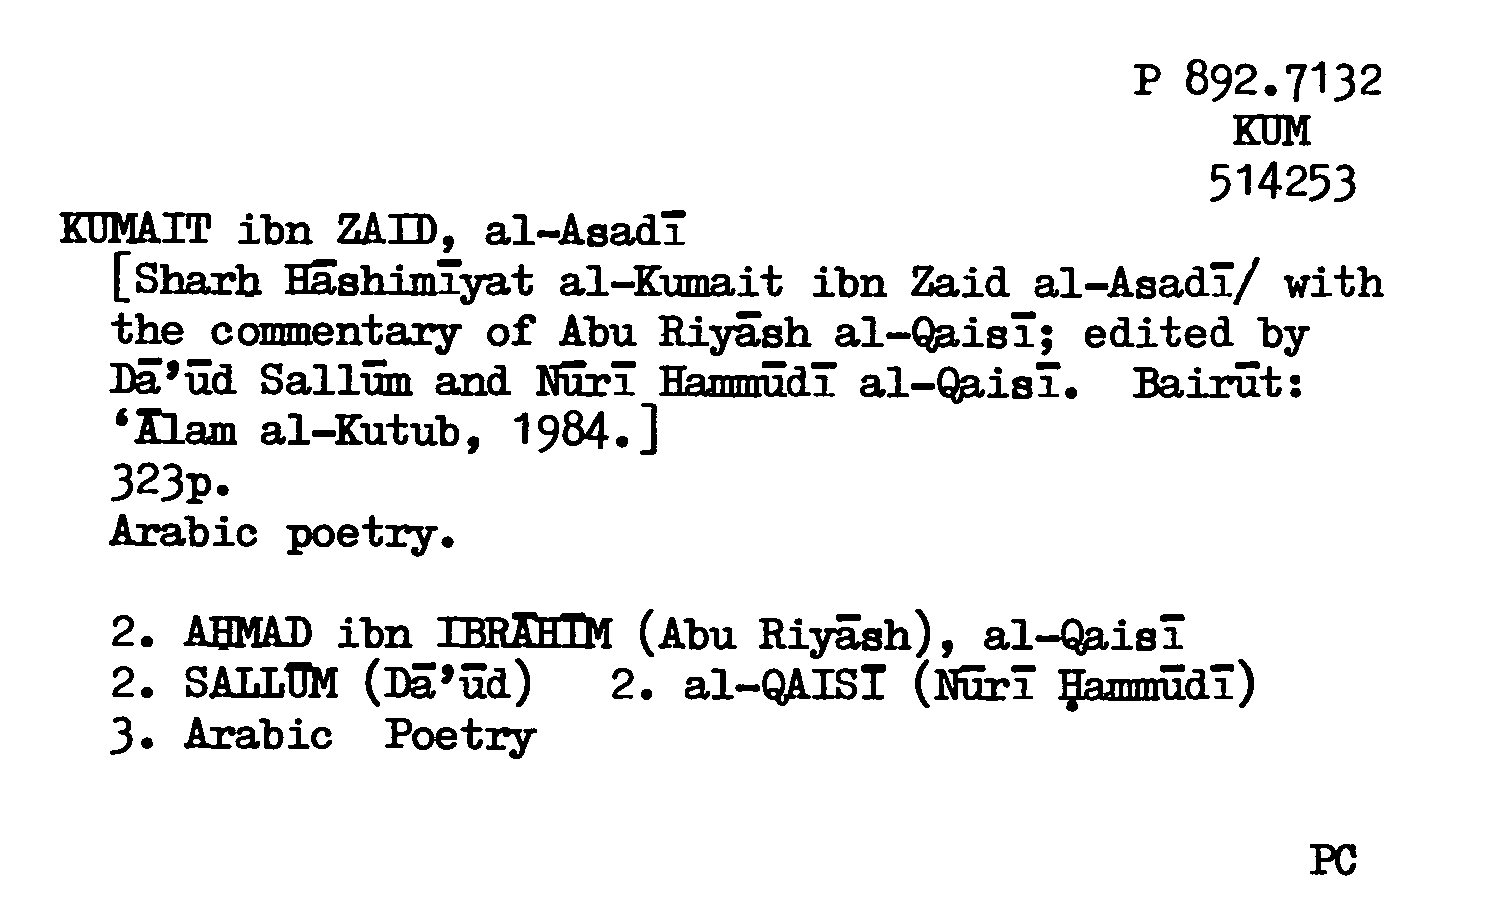 P 892.7132
KUM
514253
KUMAIT ibn ZAID, al-Asadī
[Sharh Hāshimīyat al-Kumait ibn Zaid al-Asadī/ with
the commentary of Abu Riyāsh al-Qaisī; edited by
Dā’ūd Sallūm and Nūrī Hammūdī al-Qaisī. Bairūt:
‘Ālam al-Kutub, 1984.]
323p.
Arabic poetry.
2. AḤMAD ibn IBRĀHĪM (Abu Riyāsh), al-Qaisī
2. SALLŪM (Dā’ūd) 2. al-QAISĪ (Nūrī Ḥammūdī)
3. Arabic Poetry
PC